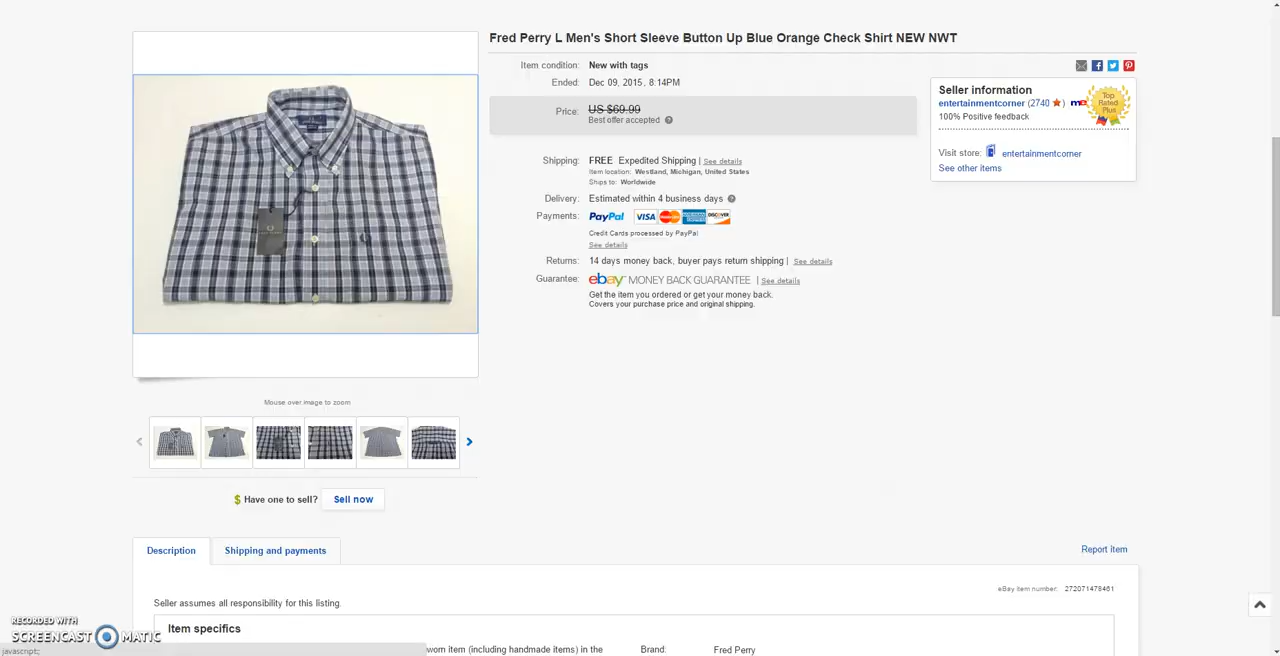 Fred Perry L Men's Short Sleeve Button Up Blue Orange Check Shirt NEW NWT
Item condition: New with tags
Ended: Dec 09, 2015 , 8:14PM
Price: US $69.99
Best offer accepted
Shipping: FREE Expedited Shipping | See details
Item location: Westland, Michigan, United States
Ships to: Worldwide
Delivery: Estimated within 4 business days
Payments: PayPal VISA MasterCard DISCOVER
Credit Cards processed by PayPal
See details
Returns: 14 days money back, buyer pays return shipping | See details
Guarantee: ebay MONEY BACK GUARANTEE | See details
Get the item you ordered or get your money back.
Covers your purchase price and original shipping.
Seller information
entertainmentcorner (2740 ) me
100% Positive feedback
Top
Rated
Plus
Visit store: entertainmentcorner
See other items
Mouse over image to zoom
$ Have one to sell? Sell now
Description Shipping and payments
Report item
eBay item number: 272071478461
Seller assumes all responsibility for this listing.
Item specifics
worn item (including handmade items) in the Brand: Fred Perry
RECORDED WITH
SCREENCAST MATIC
javascript:;